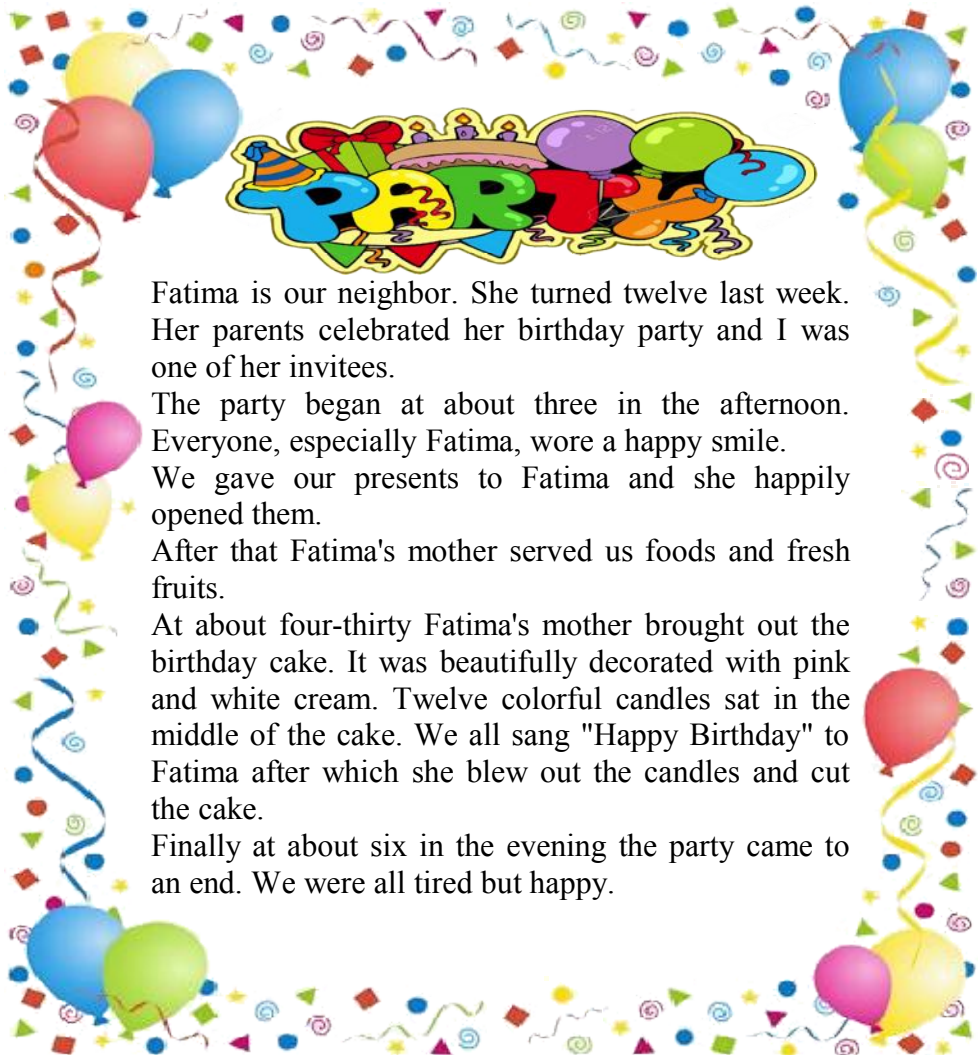 PARTY
Fatima is our neighbor. She turned twelve last week.
Her parents celebrated her birthday party and I was
one of her invitees.
The party began at about three in the afternoon.
Everyone, especially Fatima, wore a happy smile.
We gave our presents to Fatima and she happily
opened them.
After that Fatima's mother served us foods and fresh
fruits.
At about four-thirty Fatima's mother brought out the
birthday cake. It was beautifully decorated with pink
and white cream. Twelve colorful candles sat in the
middle of the cake. We all sang "Happy Birthday" to
Fatima after which she blew out the candles and cut
the cake.
Finally at about six in the evening the party came to
an end. We were all tired but happy.